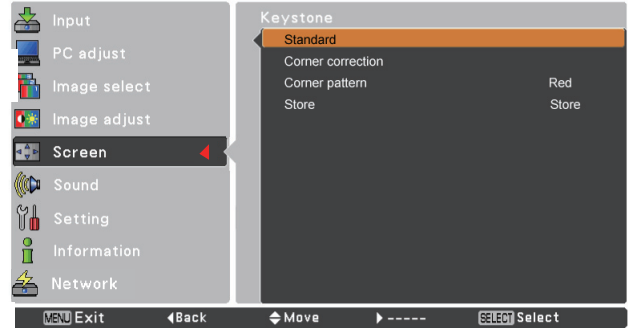 Input
PC adjust
Image select
Image adjust
Screen
Sound
Setting
Information
Network
Keystone
Standard
Corner correction
Corner pattern Red
Store Store
MENU Exit Back Move ----- SELECT Select